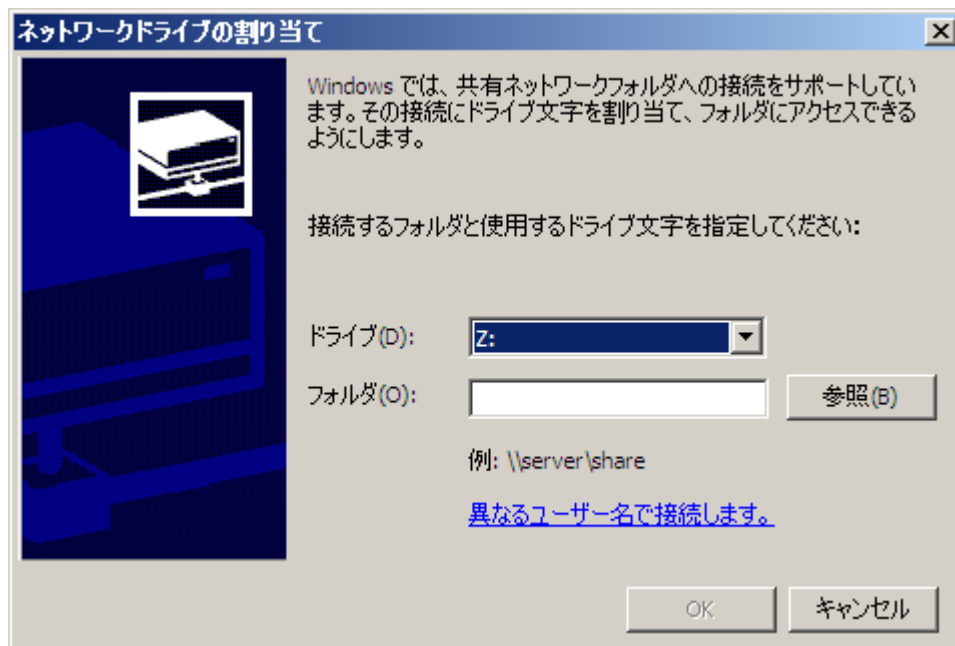 ネットワークドライブの割り当て
Windows では、共有ネットワークフォルダへの接続をサポートしてい
ます。その接続にドライブ文字を割り当て、フォルダにアクセスできる
ようにします。
接続するフォルダと使用するドライブ文字を指定してください:
ドライブ(D): Z:
フォルダ(O): 参照(B)
例: \\server\share
異なるユーザー名で接続します。
OK キャンセル